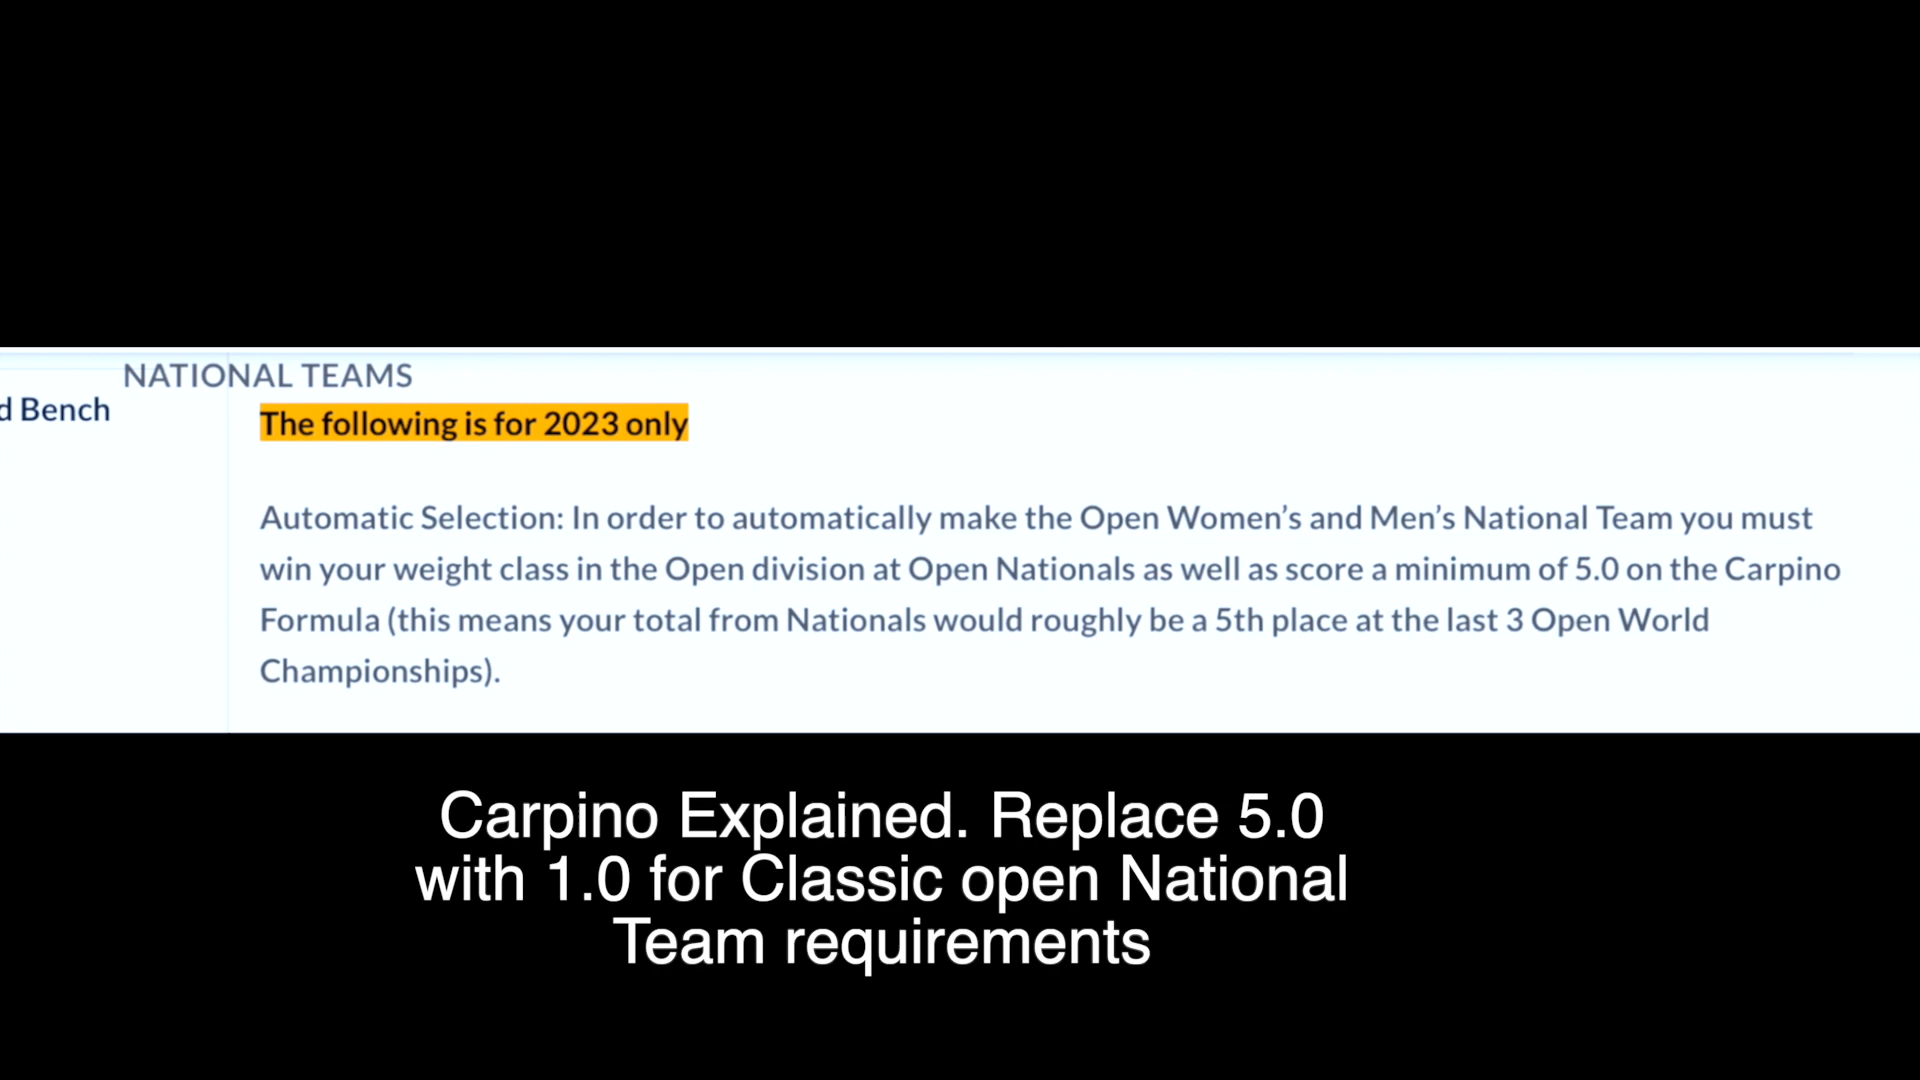 NATIONAL TEAMS
d Bench
The following is for 2023 only
Automatic Selection: In order to automatically make the Open Women’s and Men’s National Team you must
win your weight class in the Open division at Open Nationals as well as score a minimum of 5.0 on the Carpino
Formula (this means your total from Nationals would roughly be a 5th place at the last 3 Open World
Championships).
Carpino Explained. Replace 5.0
with 1.0 for Classic open National
Team requirements